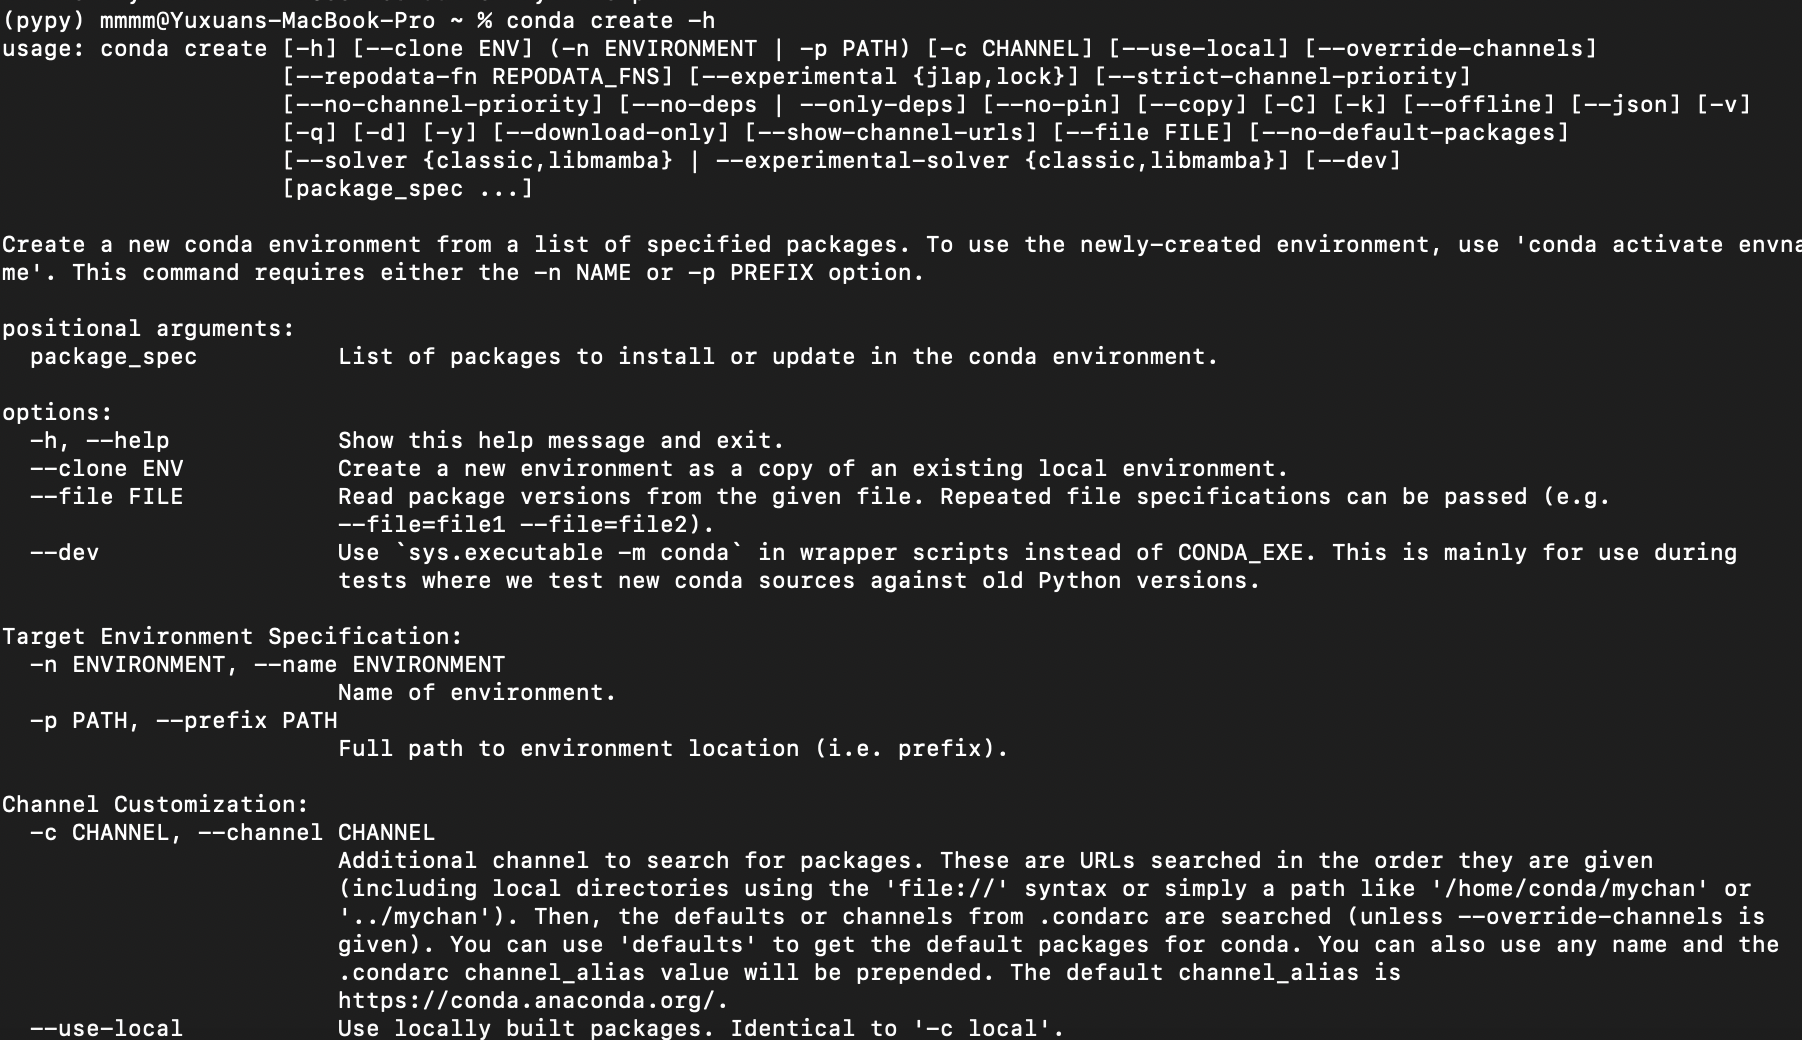 (pypy) mmmm@Yuxuans-MacBook-Pro ~ % conda create -h
usage: conda create [-h] [--clone ENV] (-n ENVIRONMENT | -p PATH) [-c CHANNEL] [--use-local] [--override-channels]
                    [--repodata-fn REPODATA_FNS] [--experimental {jlap,lock}] [--strict-channel-priority]
                    [--no-channel-priority] [--no-deps | --only-deps] [--no-pin] [--copy] [-C] [-k] [--offline] [--json] [-v]
                    [-q] [-d] [-y] [--download-only] [--show-channel-urls] [--file FILE] [--no-default-packages]
                    [--solver {classic,libmamba} | --experimental-solver {classic,libmamba}] [--dev]
                    [package_spec ...]

Create a new conda environment from a list of specified packages. To use the newly-created environment, use 'conda activate envna
me'. This command requires either the -n NAME or -p PREFIX option.

positional arguments:
  package_spec          List of packages to install or update in the conda environment.

options:
  -h, --help            Show this help message and exit.
  --clone ENV           Create a new environment as a copy of an existing local environment.
  --file FILE           Read package versions from the given file. Repeated file specifications can be passed (e.g.
                        --file=file1 --file=file2).
  --dev                 Use `sys.executable -m conda` in wrapper scripts instead of CONDA_EXE. This is mainly for use during
                        tests where we test new conda sources against old Python versions.

Target Environment Specification:
  -n ENVIRONMENT, --name ENVIRONMENT
                        Name of environment.
  -p PATH, --prefix PATH
                        Full path to environment location (i.e. prefix).

Channel Customization:
  -c CHANNEL, --channel CHANNEL
                        Additional channel to search for packages. These are URLs searched in the order they are given
                        (including local directories using the 'file://' syntax or simply a path like '/home/conda/mychan' or
                        '../mychan'). Then, the defaults or channels from .condarc are searched (unless --override-channels is
                        given). You can use 'defaults' to get the default packages for conda. You can also use any name and the
                        .condarc channel_alias value will be prepended. The default channel_alias is
                        https://conda.anaconda.org/.
  --use-local           Use locally built packages. Identical to '-c local'.